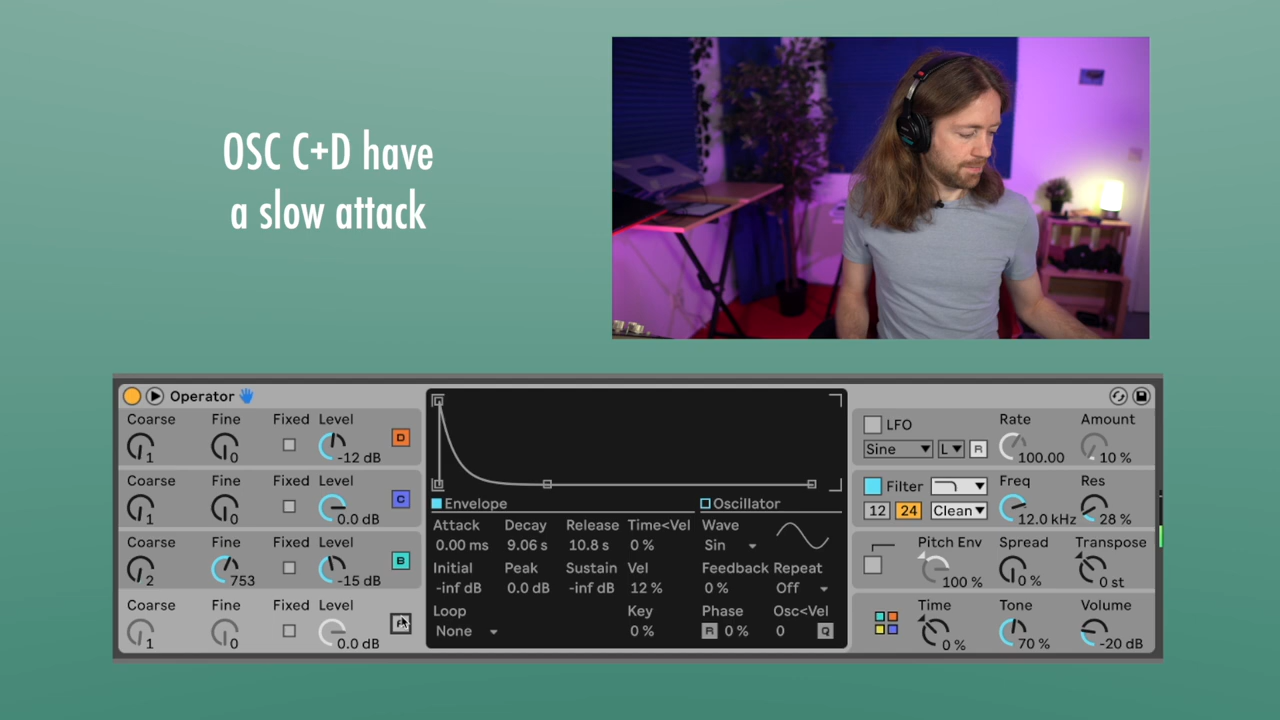 OSC C+D have
a slow attack
Operator
Coarse Fine Fixed Level
1 0 -12 dB D
Coarse Fine Fixed Level
1 0 0.0 dB C
Coarse Fine Fixed Level
2 753 -15 dB B
Coarse Fine Fixed Level
1 0 0.0 dB
Envelope Oscillator
Attack Decay Release Time<Vel Wave
0.00 ms 9.06 s 10.8 s 0 % Sin
Initial Peak Sustain Vel Feedback Repeat
-inf dB 0.0 dB -inf dB 12 % 0 % Off
Loop Key Phase Osc<Vel
None 0 % R 0 % 0 Q
LFO Rate Amount
Sine L R 100.00 10 %
Filter Freq Res
12 24 Clean 12.0 kHz 28 %
Pitch Env Spread Transpose
100 % 0 % 0 st
Time Tone Volume
0 % 70 % -20 dB